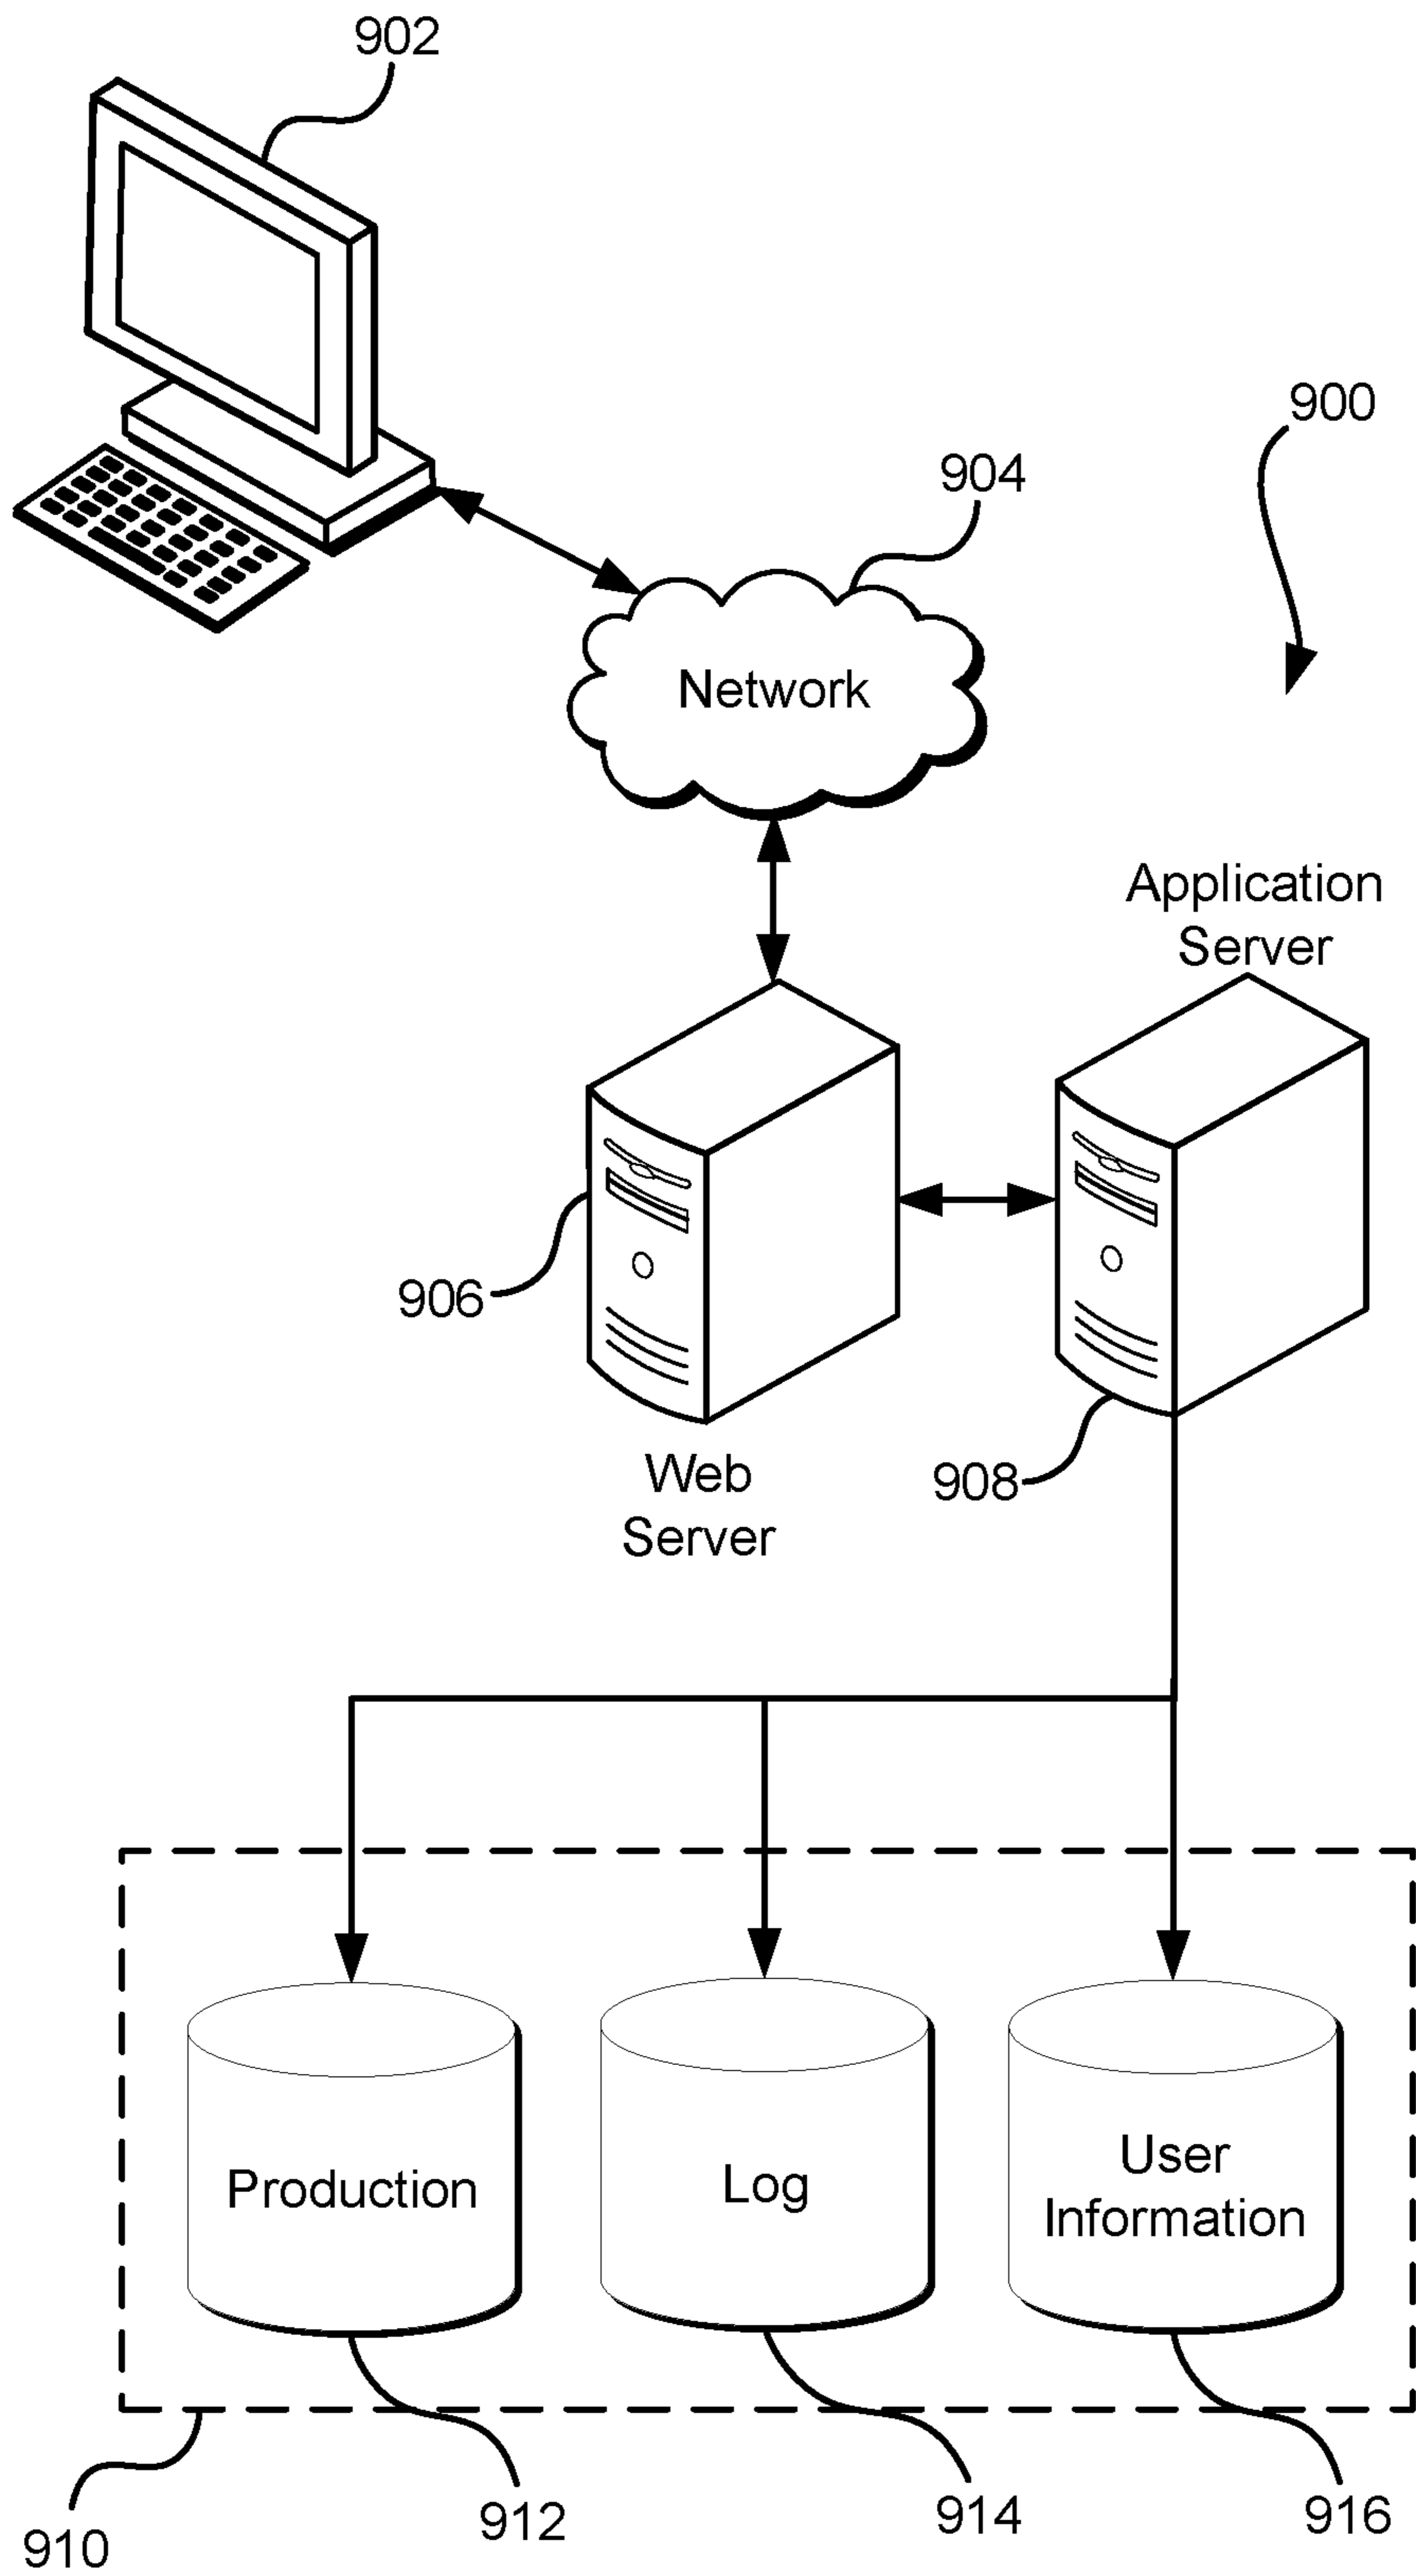 902
900
904
Network
Application
Server
906
Web
Server
908
Production
Log
User
Information
910
912
914
916